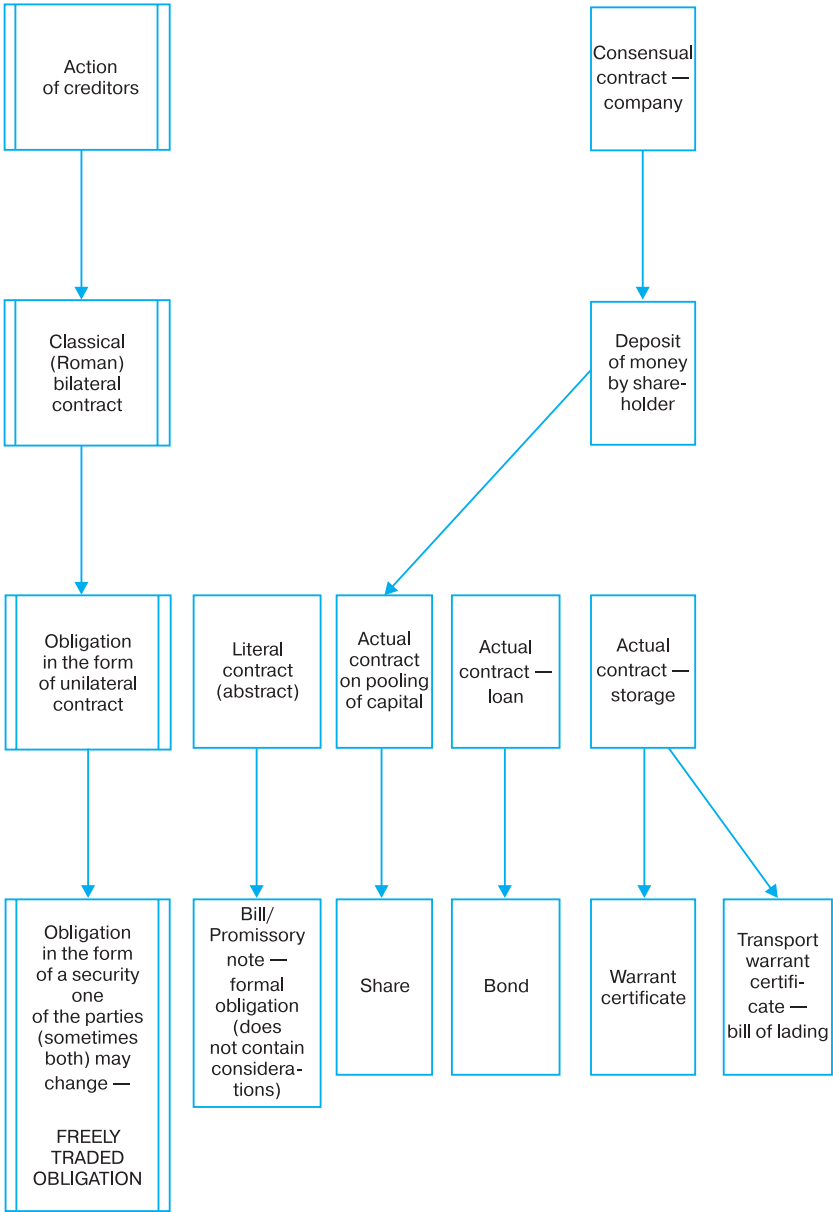 Action
of creditors
Consensual
contract —
company
Classical
(Roman)
bilateral
contract
Deposit
of money
by share-
holder
Obligation
in the form
of unilateral
contract
Literal
contract
(abstract)
Actual
contract
on pooling
of capital
Actual
contract —
loan
Actual
contract —
storage
Obligation
in the form
of a security
one
of the parties
(sometimes
both) may
change —
FREELY
TRADED
OBLIGATION
Bill/
Promissory
note —
formal
obligation
(does
not contain
considera-
tions)
Share
Bond
Warrant
certificate
Transport
warrant
certifi-
cate —
bill of lading